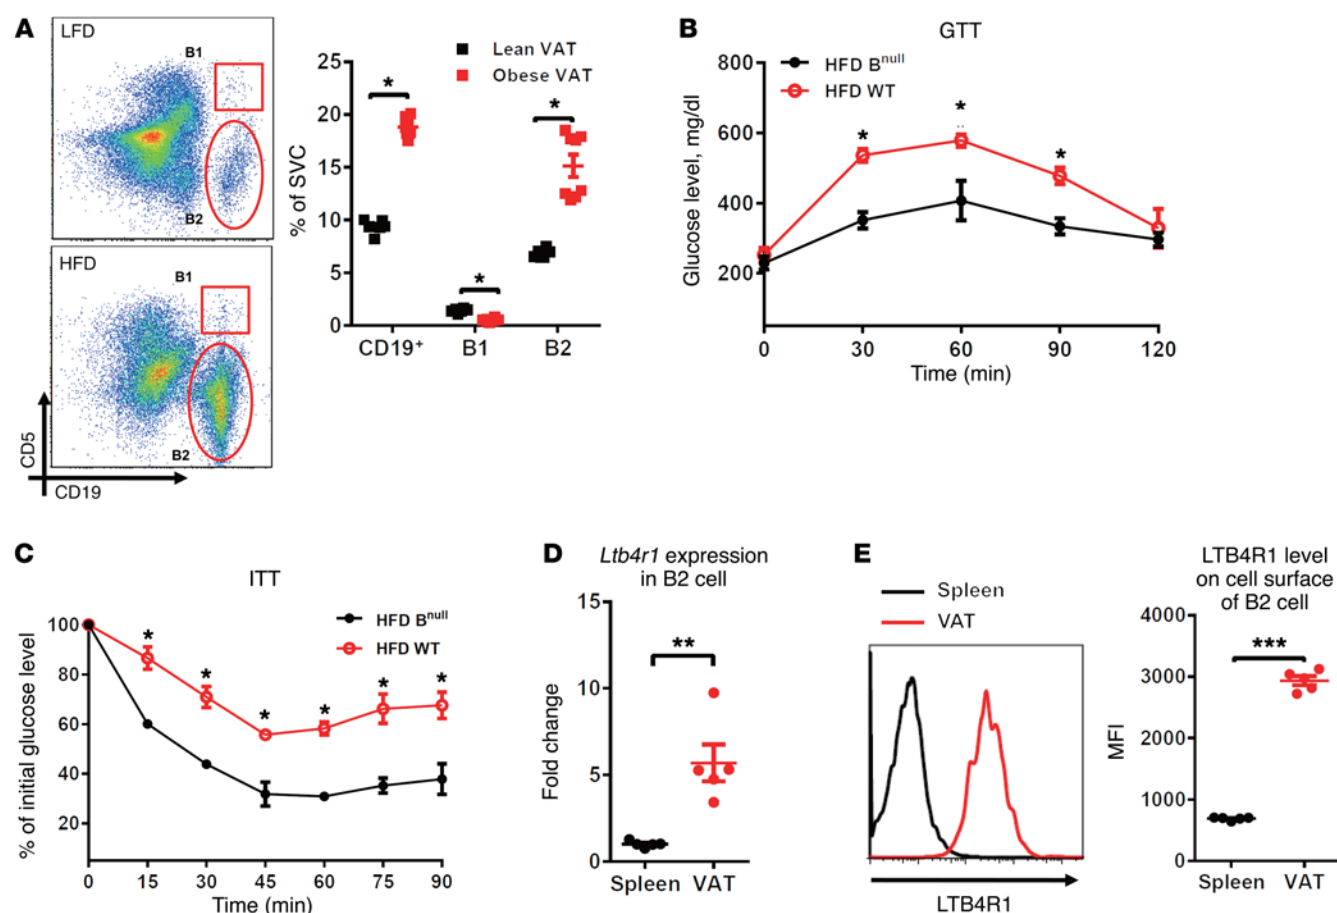 A
LFD
B1
B2
HFD
B1
B2
CD5
CD19
Lean VAT
Obese VAT
% of SVC
25
20
15
10
5
0
*
*
*
CD19+
B1
B2
B
GTT
HFD Bnull
HFD WT
Glucose level, mg/dl
800
600
400
200
*
*
*
0
30
60
90
120
Time (min)
C
ITT
HFD Bnull
HFD WT
% of initial glucose level
100
80
60
40
20
*
*
*
*
*
*
0
15
30
45
60
75
90
Time (min)
D
Ltb4r1 expression
in B2 cell
Fold change
15
10
5
0
**
Spleen
VAT
E
Spleen
VAT
LTB4R1
LTB4R1 level
on cell surface
of B2 cell
MFI
4000
3000
2000
1000
0
***
Spleen
VAT